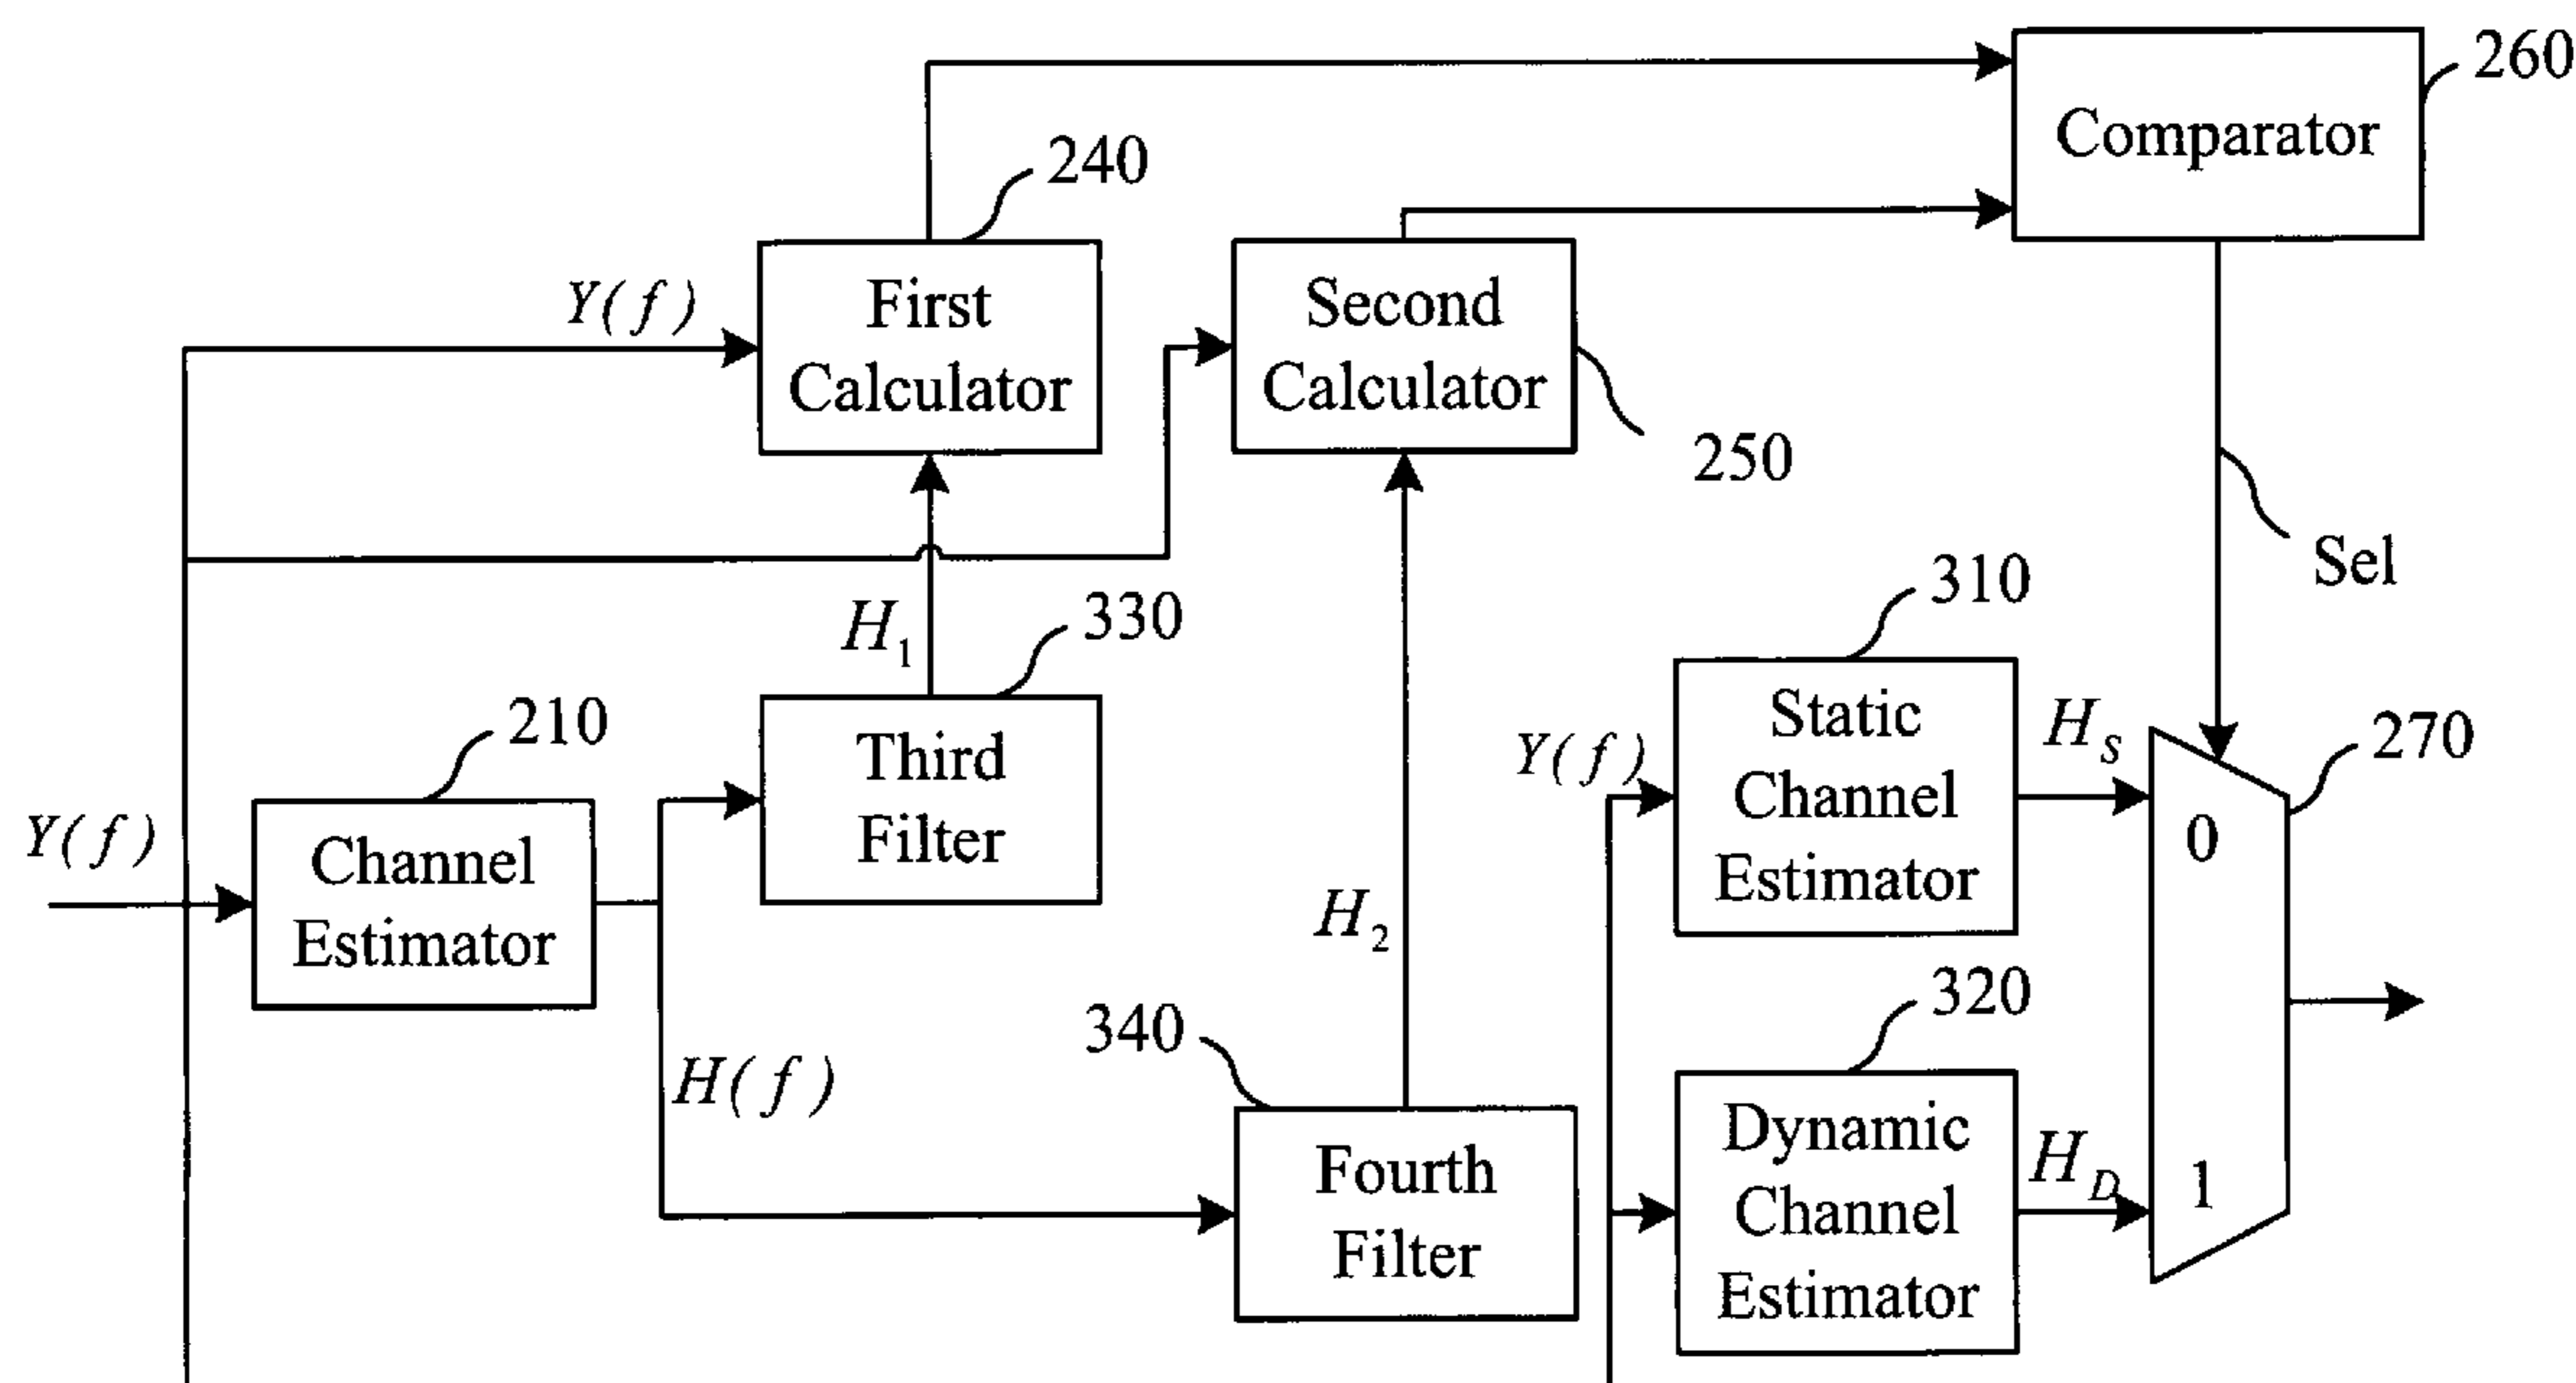 260
Comparator
240
Y(f)
First
Calculator
Second
Calculator
250
Sel
H1
330
310
210
Third
Filter
Static
Channel
Estimator
Y(f)
HS
270
0
Y(f)
Channel
Estimator
H2
H(f)
340
320
Fourth
Filter
Dynamic
Channel
Estimator
HD
1